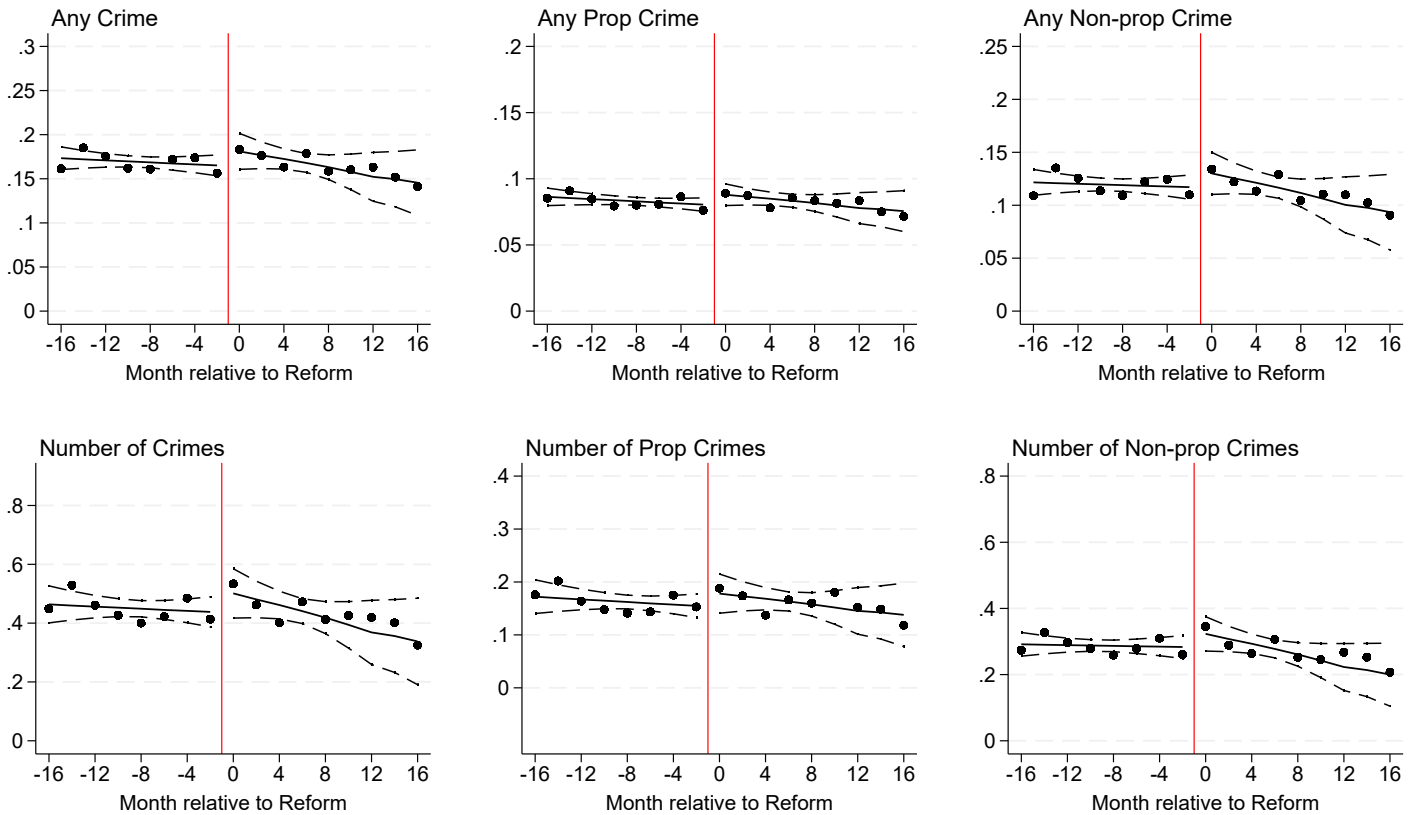 Any Crime
.3
.25
.2
.15
.1
.05
0
-16 -12 -8 -4 0 4 8 12 16
Month relative to Reform
Any Prop Crime
.2
.15
.1
.05
0
-16 -12 -8 -4 0 4 8 12 16
Month relative to Reform
Any Non-prop Crime
.25
.2
.15
.1
.05
0
-16 -12 -8 -4 0 4 8 12 16
Month relative to Reform
Number of Crimes
.8
.6
.4
.2
0
-16 -12 -8 -4 0 4 8 12 16
Month relative to Reform
Number of Prop Crimes
.4
.3
.2
.1
0
-16 -12 -8 -4 0 4 8 12 16
Month relative to Reform
Number of Non-prop Crimes
.8
.6
.4
.2
0
-16 -12 -8 -4 0 4 8 12 16
Month relative to Reform